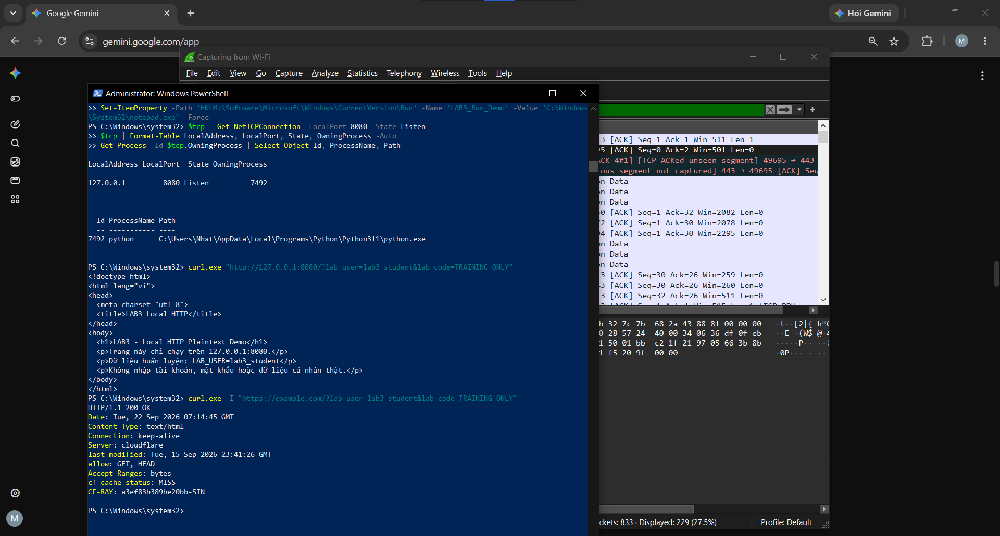 Google Gemini
Hỏi Gemini
gemini.google.com/app
M
Capturing from Wi-Fi
File Edit View Go Capture Analyze Statistics Telephony Wireless Tools Help
Administrator: Windows PowerShell
>> Set-ItemProperty -Path 'HKLM:\Software\Microsoft\Windows\CurrentVersion\Run' -Name 'LAB3_Run_Demo' -Value 'C:\Windows
\System32\notepad.exe' -Force
PS C:\Windows\system32> $tcp = Get-NetTCPConnection -LocalPort 8080 -State Listen
>> $tcp | Format-Table LocalAddress, LocalPort, State, OwningProcess -Auto
>> Get-Process -Id $tcp.OwningProcess | Select-Object Id, ProcessName, Path
LocalAddress LocalPort  State OwningProcess
------------ ---------  ----- -------------
127.0.0.1         8080 Listen          7492
  Id ProcessName Path
  -- ----------- ----
7492 python      C:\Users\Nhat\AppData\Local\Programs\Python\Python311\python.exe
PS C:\Windows\system32> curl.exe "http://127.0.0.1:8080/?lab_user=lab3_student&lab_code=TRAINING_ONLY"
<!doctype html>
<html lang="vi">
<head>
  <meta charset="utf-8">
  <title>LAB3 Local HTTP</title>
</head>
<body>
  <h1>LAB3 - Local HTTP Plaintext Demo</h1>
  <p>Trang này chỉ chạy trên 127.0.0.1:8080.</p>
  <p>Dữ liệu huấn luyện: LAB_USER=lab3_student</p>
  <p>Không nhập tài khoản, mật khẩu hoặc dữ liệu cá nhân thật.</p>
</body>
</html>
PS C:\Windows\system32> curl.exe -I "https://example.com/?lab_user=lab3_student&lab_code=TRAINING_ONLY"
HTTP/1.1 200 OK
Date: Tue, 22 Sep 2026 07:14:45 GMT
Content-Type: text/html
Connection: keep-alive
Server: cloudflare
last-modified: Tue, 15 Sep 2026 23:41:26 GMT
allow: GET, HEAD
Accept-Ranges: bytes
cf-cache-status: MISS
CF-RAY: a3ef83b389be20bb-SIN
PS C:\Windows\system32>
3 [ACK] Seq=1 Ack=1 Win=511 Len=1
95 [ACK] Seq=0 Ack=2 Win=501 Len=0
ACK 4#1] [TCP ACKed unseen segment] 49695 → 443
ous segment not captured] 443 → 49695 [ACK] Seq
on Data
on Data
on Data
60 [ACK] Seq=1 Ack=32 Win=2082 Len=0
72 [ACK] Seq=1 Ack=30 Win=2078 Len=0
94 [ACK] Seq=1 Ack=30 Win=2295 Len=0
on Data
on Data
on Data
3 [ACK] Seq=30 Ack=26 Win=259 Len=0
3 [ACK] Seq=30 Ack=26 Win=260 Len=0
3 [ACK] Seq=32 Ack=26 Win=511 Len=0
b 32 7c 7b  68 2a 43 88 81 00 00 00  ·t··[2|{ h*C
0 28 57 24  40 00 34 06 36 df 0f eb  ··E·(W$ @·4
1 50 01 bb  c2 1f 21 97 05 66 3b 8b  ·····P·· ··
1 f5 20 9f  00 00  ·0P··· ··
ckets: 833 · Displayed: 229 (27.5%)
Profile: Default
M